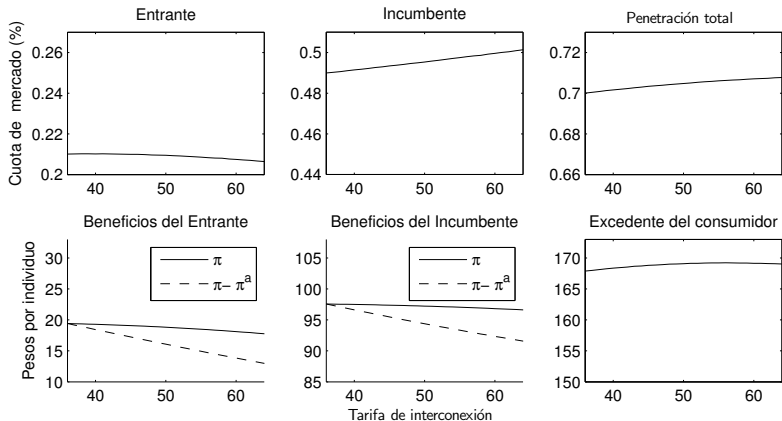 Entrante
Incumbente
Penetración total
Cuota de mercado (%)
0.26
0.24
0.22
0.2
40 50 60
0.5
0.48
0.46
0.44
40 50 60
0.72
0.7
0.68
0.66
40 50 60
Beneficios del Entrante
Beneficios del Incumbente
Excedente del consumidor
Pesos por individuo
30
25
20
15
10
π
π− πª
40 50 60
105
100
95
90
85
π
π− πª
40 50 60
170
165
160
155
150
40 50 60
Tarifa de interconexión